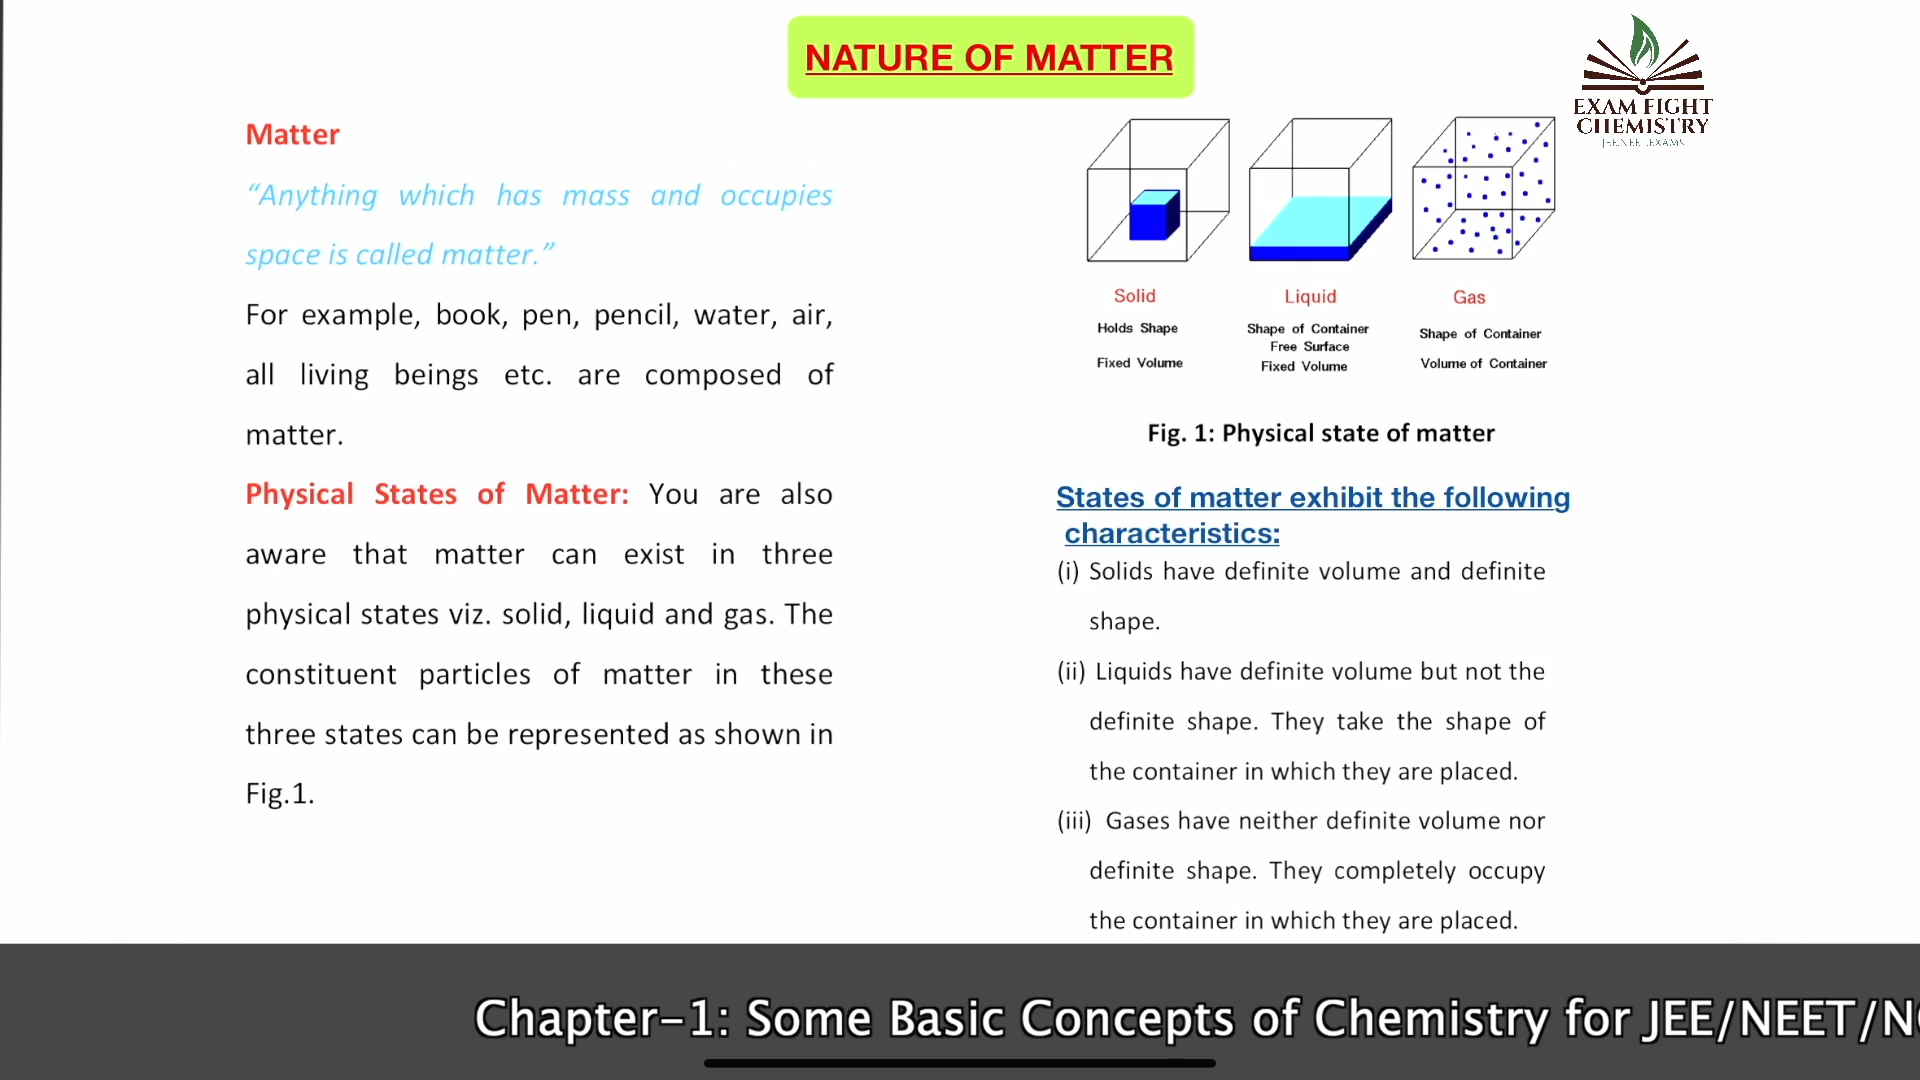 NATURE OF MATTER
EXAM FIGHT
CHEMISTRY
Matter
“Anything which has mass and occupies
space is called matter.”
For example, book, pen, pencil, water, air,
all living beings etc. are composed of
matter.
Physical States of Matter: You are also
aware that matter can exist in three
physical states viz. solid, liquid and gas. The
constituent particles of matter in these
three states can be represented as shown in
Fig.1.
Solid
Holds Shape
Fixed Volume
Liquid
Shape of Container
Free Surface
Fixed Volume
Gas
Shape of Container
Volume of Container
Fig. 1: Physical state of matter
States of matter exhibit the following
characteristics:
(i) Solids have definite volume and definite
shape.
(ii) Liquids have definite volume but not the
definite shape. They take the shape of
the container in which they are placed.
(iii) Gases have neither definite volume nor
definite shape. They completely occupy
the container in which they are placed.
Chapter-1: Some Basic Concepts of Chemistry for JEE/NEET/